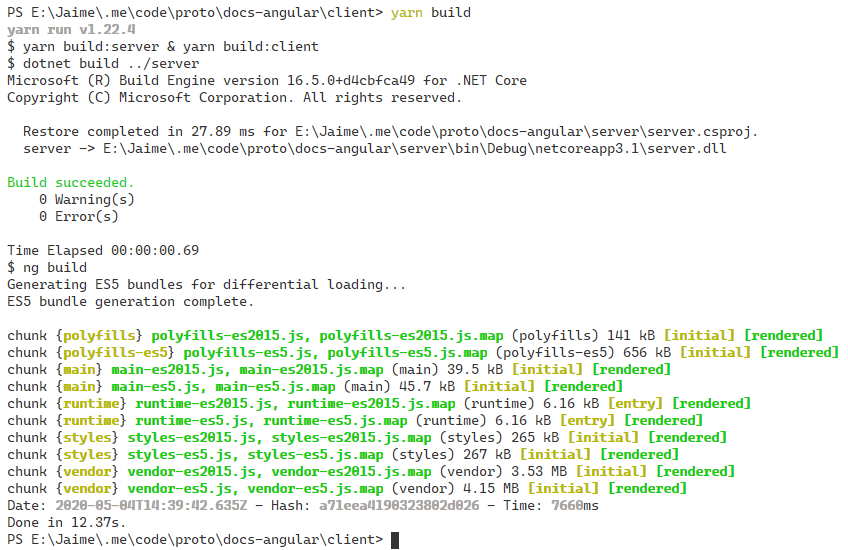 PS E:\Jaime\.me\code\proto\docs-angular\client> yarn build
yarn run v1.22.4
$ yarn build:server & yarn build:client
$ dotnet build ../server
Microsoft (R) Build Engine version 16.5.0+d4cbfca49 for .NET Core
Copyright (C) Microsoft Corporation. All rights reserved.

  Restore completed in 27.89 ms for E:\Jaime\.me\code\proto\docs-angular\server\server.csproj.
  server -> E:\Jaime\.me\code\proto\docs-angular\server\bin\Debug\netcoreapp3.1\server.dll

Build succeeded.
    0 Warning(s)
    0 Error(s)

Time Elapsed 00:00:00.69
$ ng build
Generating ES5 bundles for differential loading...
ES5 bundle generation complete.

chunk {polyfills} polyfills-es2015.js, polyfills-es2015.js.map (polyfills) 141 kB [initial] [rendered]
chunk {polyfills-es5} polyfills-es5.js, polyfills-es5.js.map (polyfills-es5) 656 kB [initial] [rendered]
chunk {main} main-es2015.js, main-es2015.js.map (main) 39.5 kB [initial] [rendered]
chunk {main} main-es5.js, main-es5.js.map (main) 45.7 kB [initial] [rendered]
chunk {runtime} runtime-es2015.js, runtime-es2015.js.map (runtime) 6.16 kB [entry] [rendered]
chunk {runtime} runtime-es5.js, runtime-es5.js.map (runtime) 6.16 kB [entry] [rendered]
chunk {styles} styles-es2015.js, styles-es2015.js.map (styles) 265 kB [initial] [rendered]
chunk {styles} styles-es5.js, styles-es5.js.map (styles) 267 kB [initial] [rendered]
chunk {vendor} vendor-es2015.js, vendor-es2015.js.map (vendor) 3.53 MB [initial] [rendered]
chunk {vendor} vendor-es5.js, vendor-es5.js.map (vendor) 4.15 MB [initial] [rendered]
Date: 2020-05-04T14:39:42.635Z - Hash: a71eea4190323802d026 - Time: 7660ms
Done in 12.37s.
PS E:\Jaime\.me\code\proto\docs-angular\client>